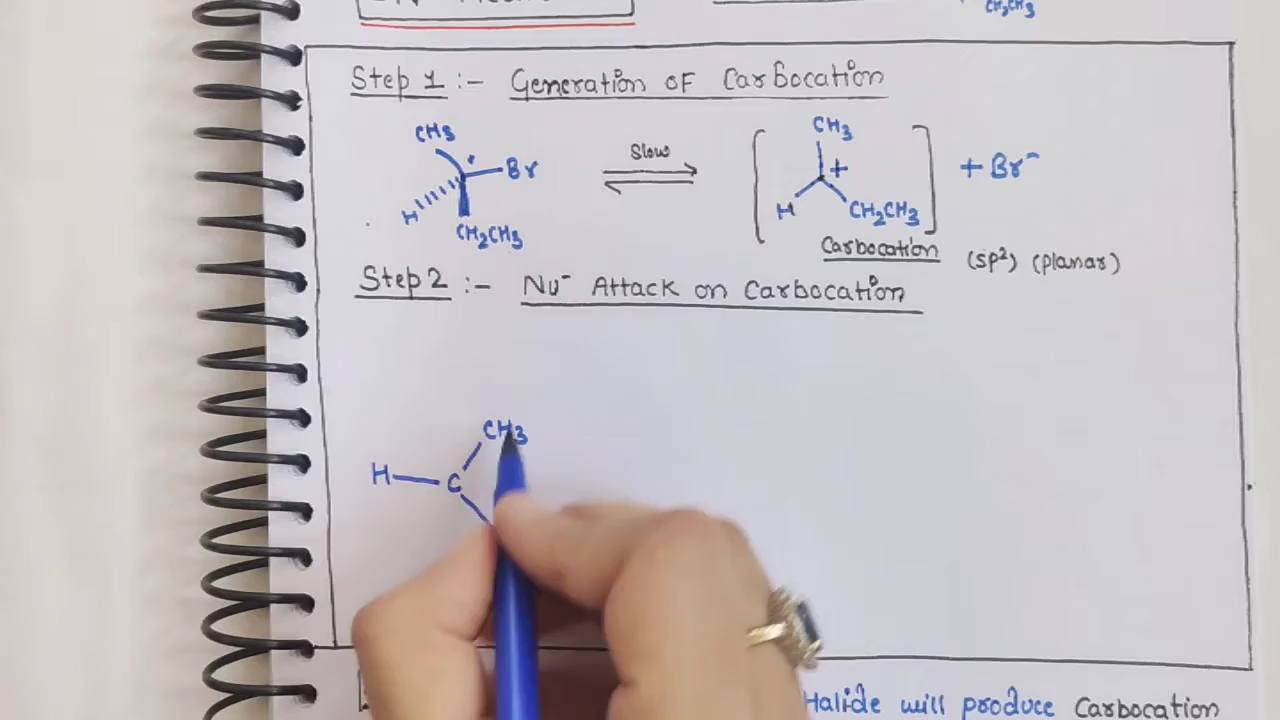 CH2CH3
Step 1 :- Generation of Carbocation
CH3
Br
H
CH2CH3
Slow
CH3
+
H
CH2CH3
+ Br-
Carbocation (sp²) (planar)
Step 2 :- Nu- Attack on Carbocation
CH3
H
C
Halide will produce Carbocation